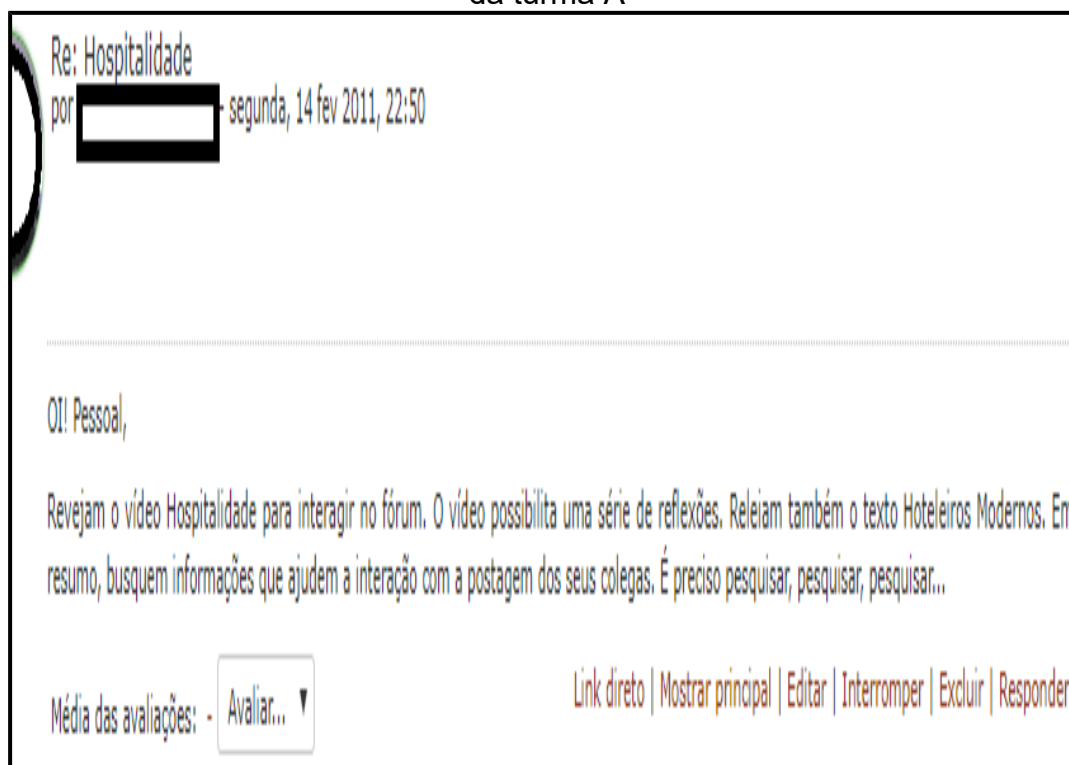 da turma A
Re: Hospitalidade
por - segunda, 14 fev 2011, 22:50
OI! Pessoal,
Revejam o vídeo Hospitalidade para interagir no fórum. O vídeo possibilita uma série de reflexões. Releiam também o texto Hoteleiros Modernos. Em
resumo, busquem informações que ajudem a interação com a postagem dos seus colegas. É preciso pesquisar, pesquisar, pesquisar...
Média das avaliações: - Avaliar... Link direto | Mostrar principal | Editar | Interromper | Excluir | Responder